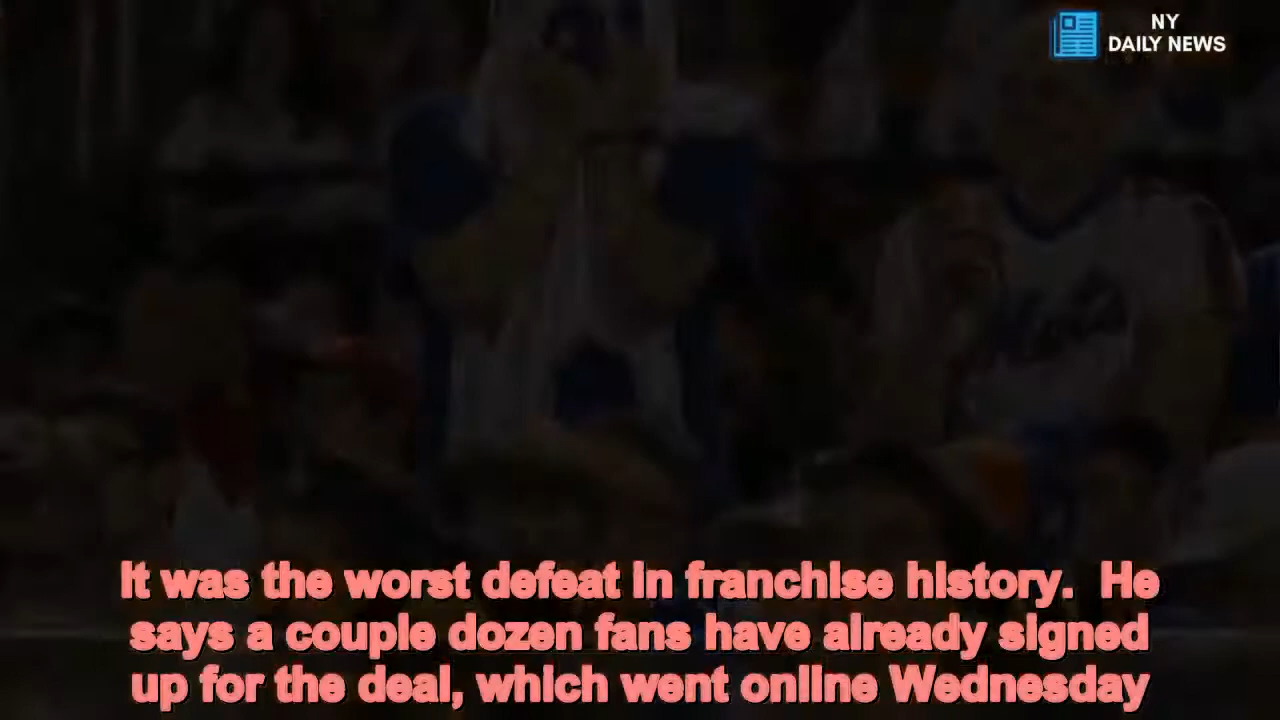 NY
DAILY NEWS
It was the worst defeat in franchise history.  He
says a couple dozen fans have already signed
up for the deal, which went online Wednesday